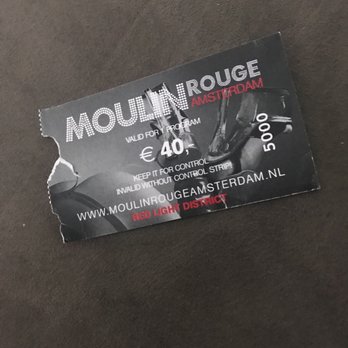 MOULIN ROUGE
AMSTERDAM
VALID FOR 1 PROGRAM
€ 40,-
KEEP IT FOR CONTROL
INVALID WITHOUT CONTROL STRIP!
WWW.MOULINROUGEAMSTERDAM.NL
RED LIGHT DISTRICT
5000